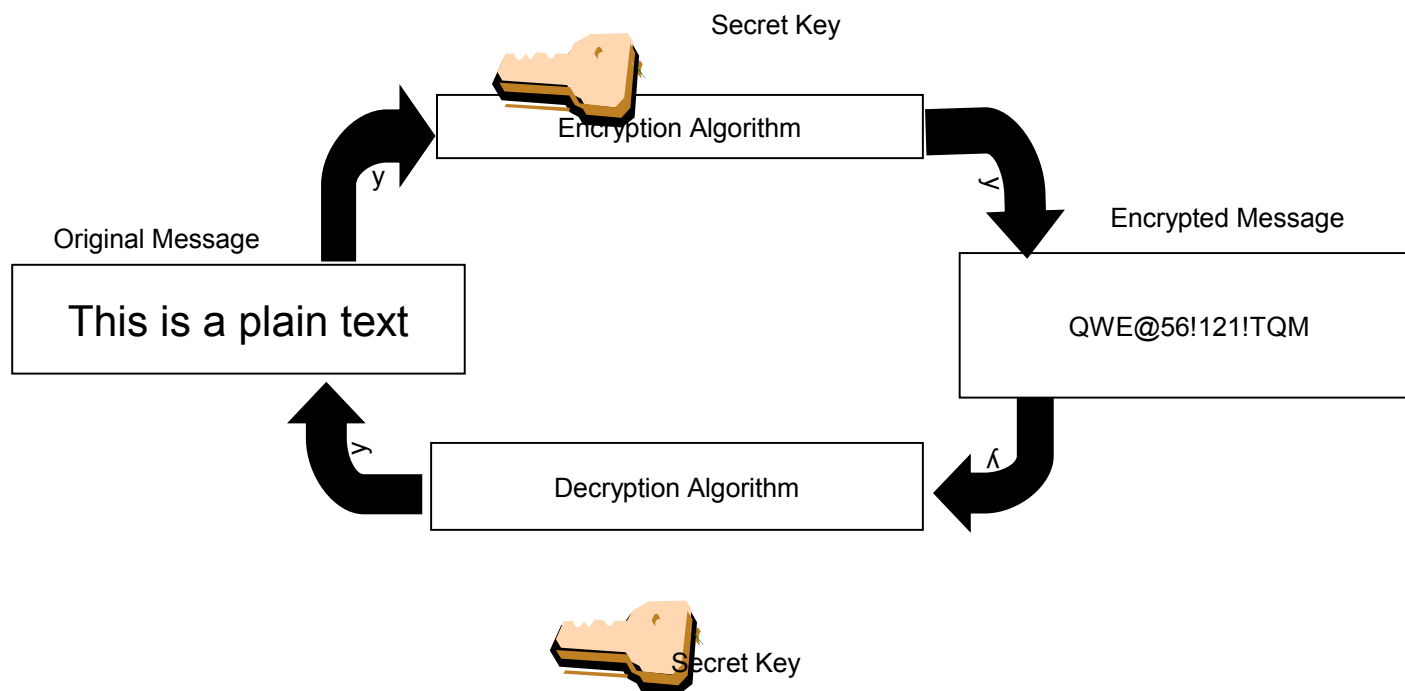 Secret Key
Encryption Algorithm
y
y
Original Message
Encrypted Message
This is a plain text
QWE@56!121!TQM
y
y
Decryption Algorithm
Secret Key